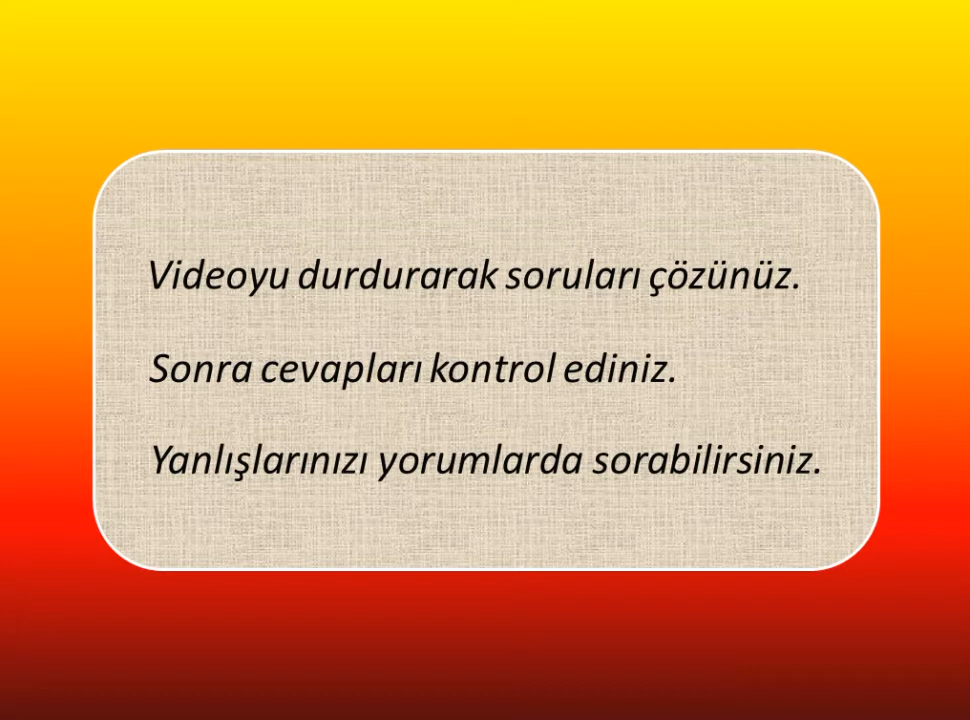 Videoyu durdurarak soruları çözünüz.
Sonra cevapları kontrol ediniz.
Yanlışlarınızı yorumlarda sorabilirsiniz.